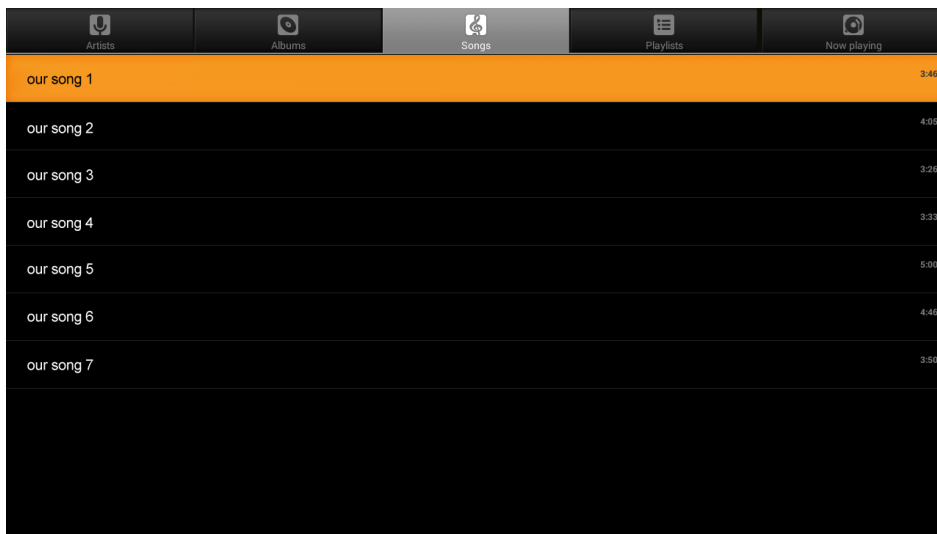 Artists Albums Songs Playlists Now playing
our song 1 3:46
our song 2 4:05
our song 3 3:26
our song 4 3:33
our song 5 5:00
our song 6 4:46
our song 7 3:50